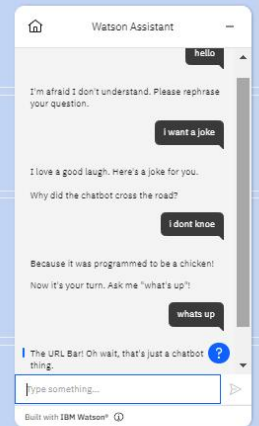 Watson Assistant
hello
I'm afraid I don't understand. Please rephrase
your question.
i want a joke
I love a good laugh. Here's a joke for you.
Why did the chatbot cross the road?
i dont knoe
Because it was programmed to be a chicken!
Now it's your turn. Ask me "what's up"!
whats up
The URL Bar! Oh wait, that's just a chatbot
thing.
?
Type something...
Built with IBM Watson®